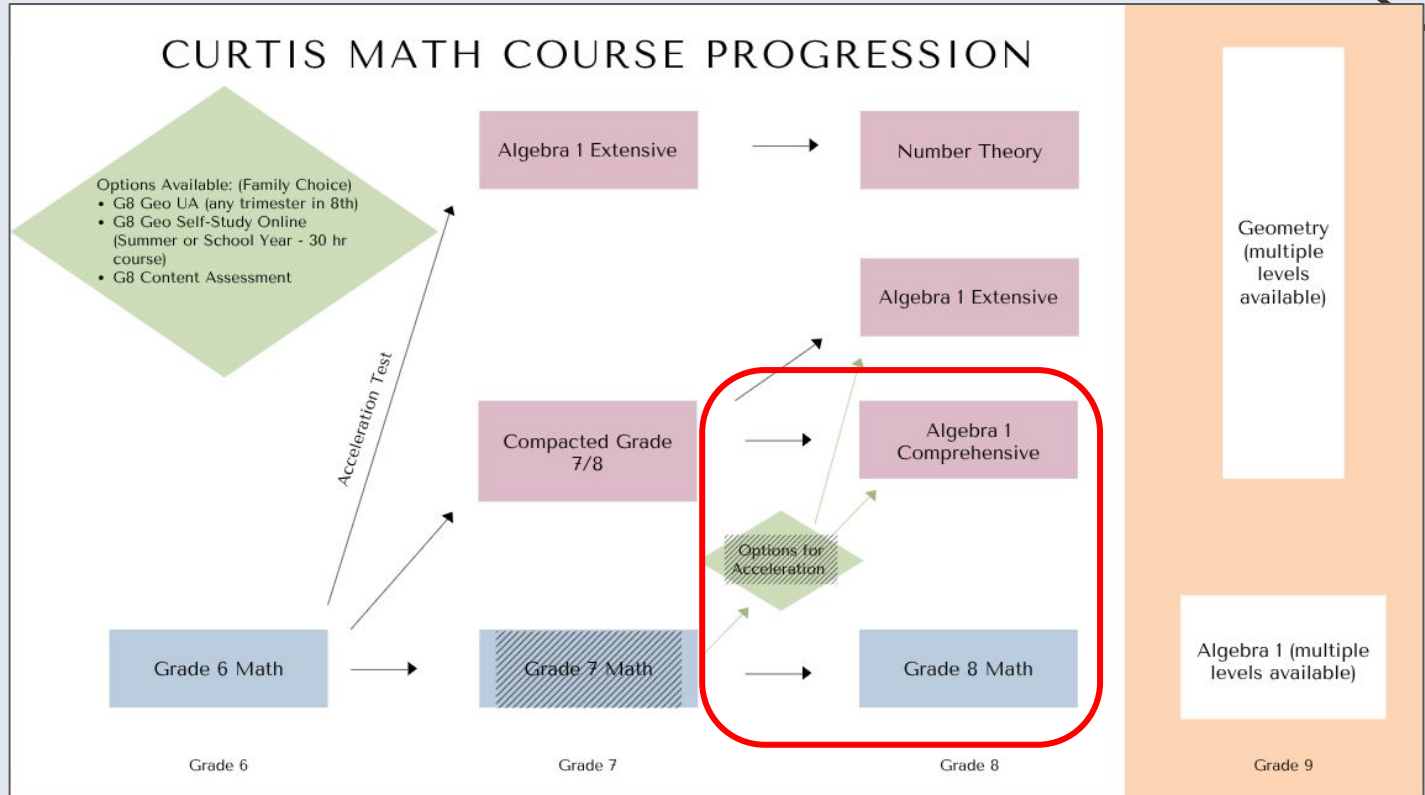 CURTIS MATH COURSE PROGRESSION
Options Available: (Family Choice)
• G8 Geo UA (any trimester in 8th)
• G8 Geo Self-Study Online
(Summer or School Year - 30 hr
course)
• G8 Content Assessment
Acceleration Test
Algebra 1 Extensive
Number Theory
Algebra 1 Extensive
Compacted Grade
7/8
Algebra 1
Comprehensive
Options for
Acceleration
Grade 6 Math
Grade 7 Math
Grade 8 Math
Geometry
(multiple
levels
available)
Algebra 1 (multiple
levels available)
Grade 6
Grade 7
Grade 8
Grade 9